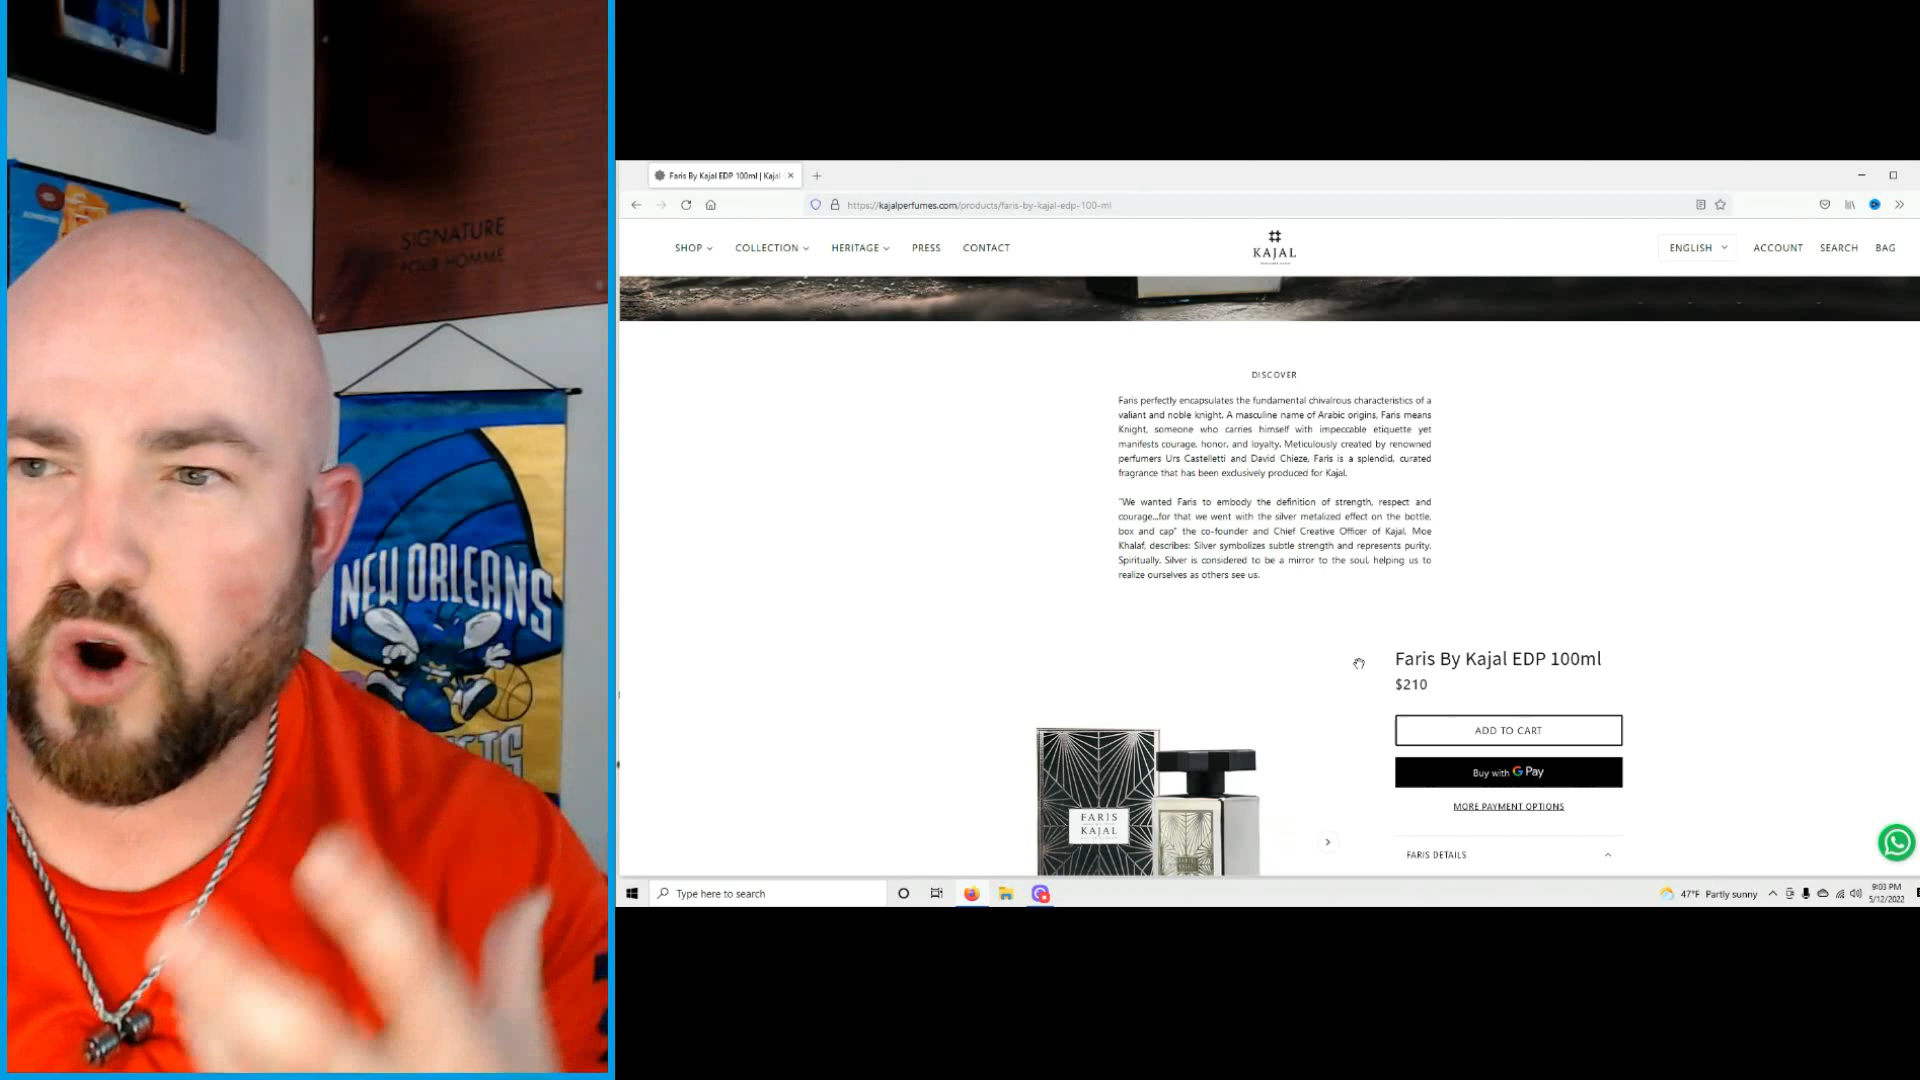 SIGNATURE
POUR HOMME
NEW ORLEANS
Faris By Kajal EDP 100ml | Kajal
https://kajalperfumes.com/products/faris-by-kajal-edp-100-ml
SHOP
COLLECTION
HERITAGE
PRESS
CONTACT
KAJAL
ENGLISH
ACCOUNT
SEARCH
BAG
DISCOVER
Faris perfectly encapsulates the fundamental chivalrous characteristics of a
valiant and noble knight. A masculine name of Arabic origins, Faris means
Knight, someone who carries himself with impeccable etiquette yet
manifests courage, honor, and loyalty. Meticulously created by renowned
perfumers Urs Castelletti and David Chieze, Faris is a splendid, curated
fragrance that has been exclusively produced for Kajal.
"We wanted Faris to embody the definition of strength, respect and
courage...for that we went with the silver metalized effect on the bottle,
box and cap" the co-founder and Chief Creative Officer of Kajal, Moe
Khalaf, describes: Silver symbolizes subtle strength and represents purity.
Spiritually, Silver is considered to be a mirror to the soul, helping us to
realize ourselves as others see us.
Faris By Kajal EDP 100ml
$210
ADD TO CART
Buy with G Pay
MORE PAYMENT OPTIONS
FARIS DETAILS
FARIS
KAJAL
Type here to search
47°F Partly sunny
9:03 PM
5/12/2022